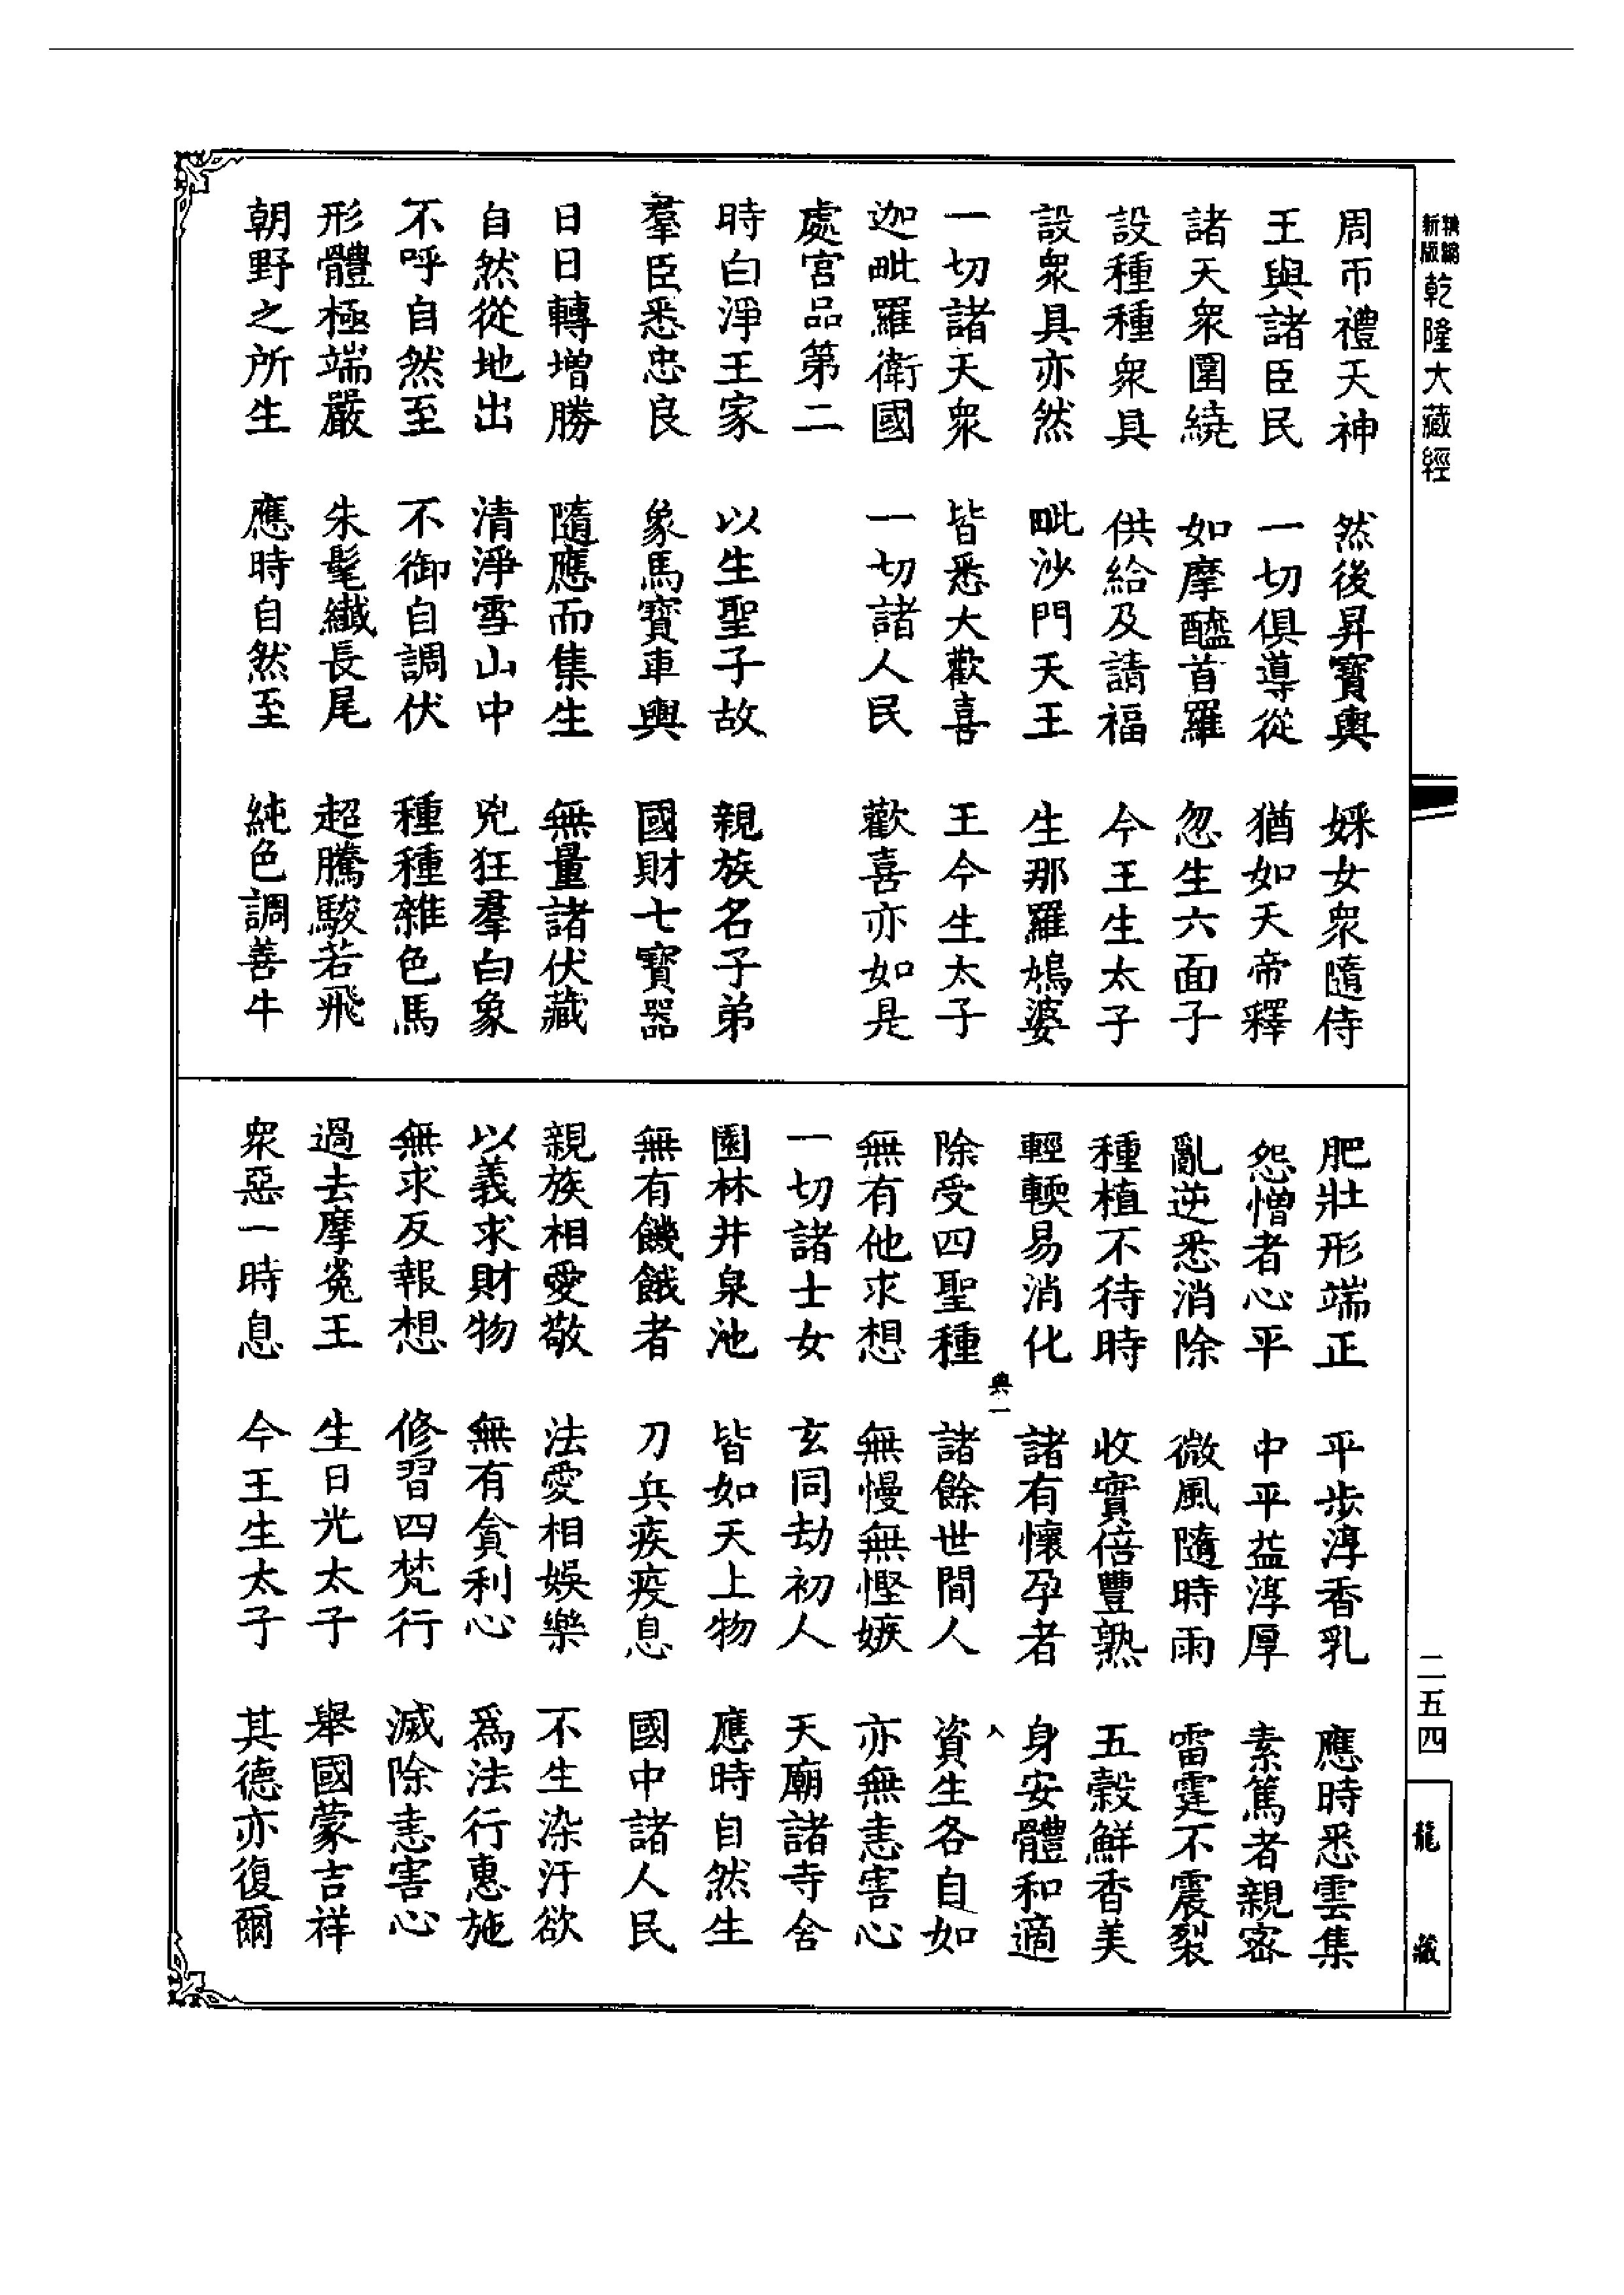 新版 乾隆大藏經
周帀禮天神 然後昇寶輿 婇女衆隨侍
王與諸臣民 一切俱導從 猶如天帝釋
諸天衆圍繞 如摩醯首羅 忽生六面子
設種種衆具 供給及請福 今王生太子
設衆具亦然 毗沙門天王 生那羅鳩婆
一切諸天衆 皆悉大歡喜 王今生太子
迦毗羅衛國 一切諸人民 歡喜亦如是
處宮品第二
時白淨王家 以生聖子故 親族名子弟
羣臣悉忠良 象馬寶車輿 國財七寶器
日日轉增勝 隨應而集生 無量諸伏藏
自然從地出 清淨雪山中 兇狂羣白象
不呼自然至 不御自調伏 種種雜色馬
形體極端嚴 朱髦纖長尾 超騰駿若飛
朝野之所生 應時自然至 純色調善牛
肥壯形端正 平步淳香乳 應時悉雲集
怨憎者心平 中平益淳厚 素篤者親密
亂逆悉消除 微風隨時雨 雷霆不震裂
種植不待時 收實倍豐熟 五穀鮮香美
輕輭易消化 諸有懷孕者 身安體和適
典一 八
除受四聖種 諸餘世間人 資生各自如
無有他求想 無慢無慳嫉 亦無恚害心
一切諸士女 玄同劫初人 天廟諸寺舍
園林井泉池 皆如天上物 應時自然生
無有饑餓者 刀兵疾疫息 國中諸人民
親族相愛敬 法愛相娛樂 不生染汙欲
以義求財物 無有貪利心 爲法行惠施
無求反報想 修習四梵行 滅除恚害心
過去摩㝹王 生日光太子 舉國蒙吉祥
衆惡一時息 今王生太子 其德亦復爾
二五四
龍藏